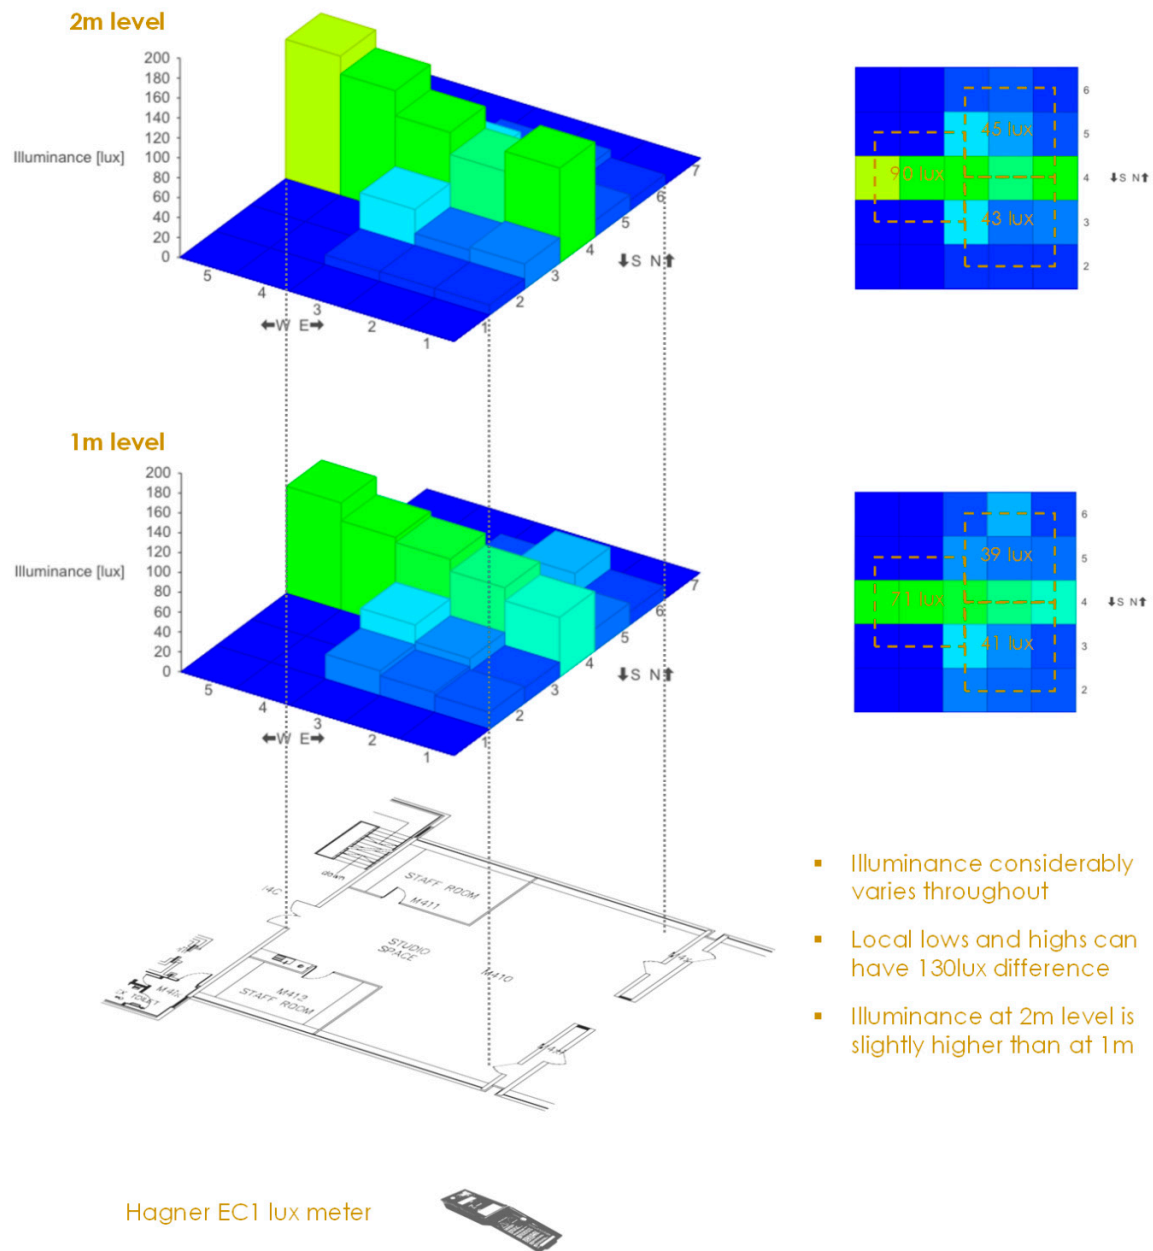 2m level
200
180
160
140
120
100
80
60
40
20
0
Illuminance [lux]
5
4
3
2
1
1
2
3
4
5
6
7
←W E→
↓S N↑
45 lux
90 lux
43 lux
6
5
4
3
2
↓S N↑
1m level
200
180
160
140
120
100
80
60
40
20
0
Illuminance [lux]
5
4
3
2
1
1
2
3
4
5
6
7
←W E→
↓S N↑
39 lux
71 lux
41 lux
6
5
4
3
2
↓S N↑
down
STAFF ROOM
M411
STUDIO
SPACE
M410
M412
STAFF ROOM
▪ Illuminance considerably
varies throughout
▪ Local lows and highs can
have 130lux difference
▪ Illuminance at 2m level is
slightly higher than at 1m
Hagner EC1 lux meter